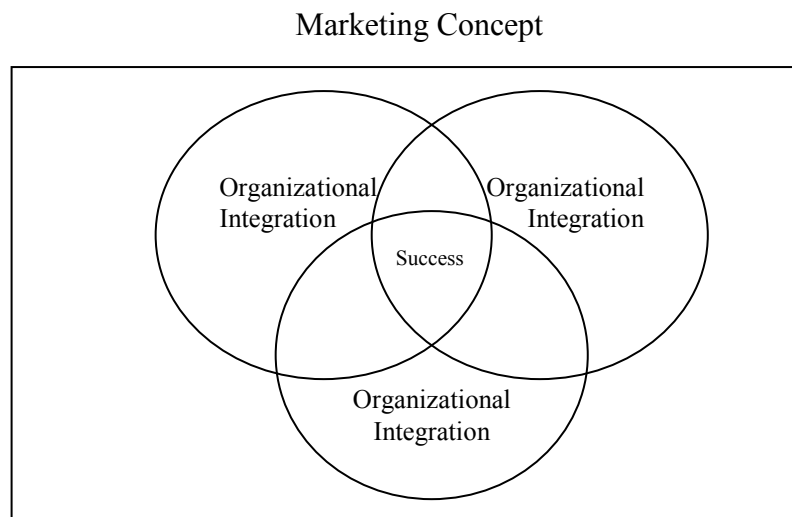 Marketing Concept
Organizational
Integration
Organizational
Integration
Success
Organizational
Integration